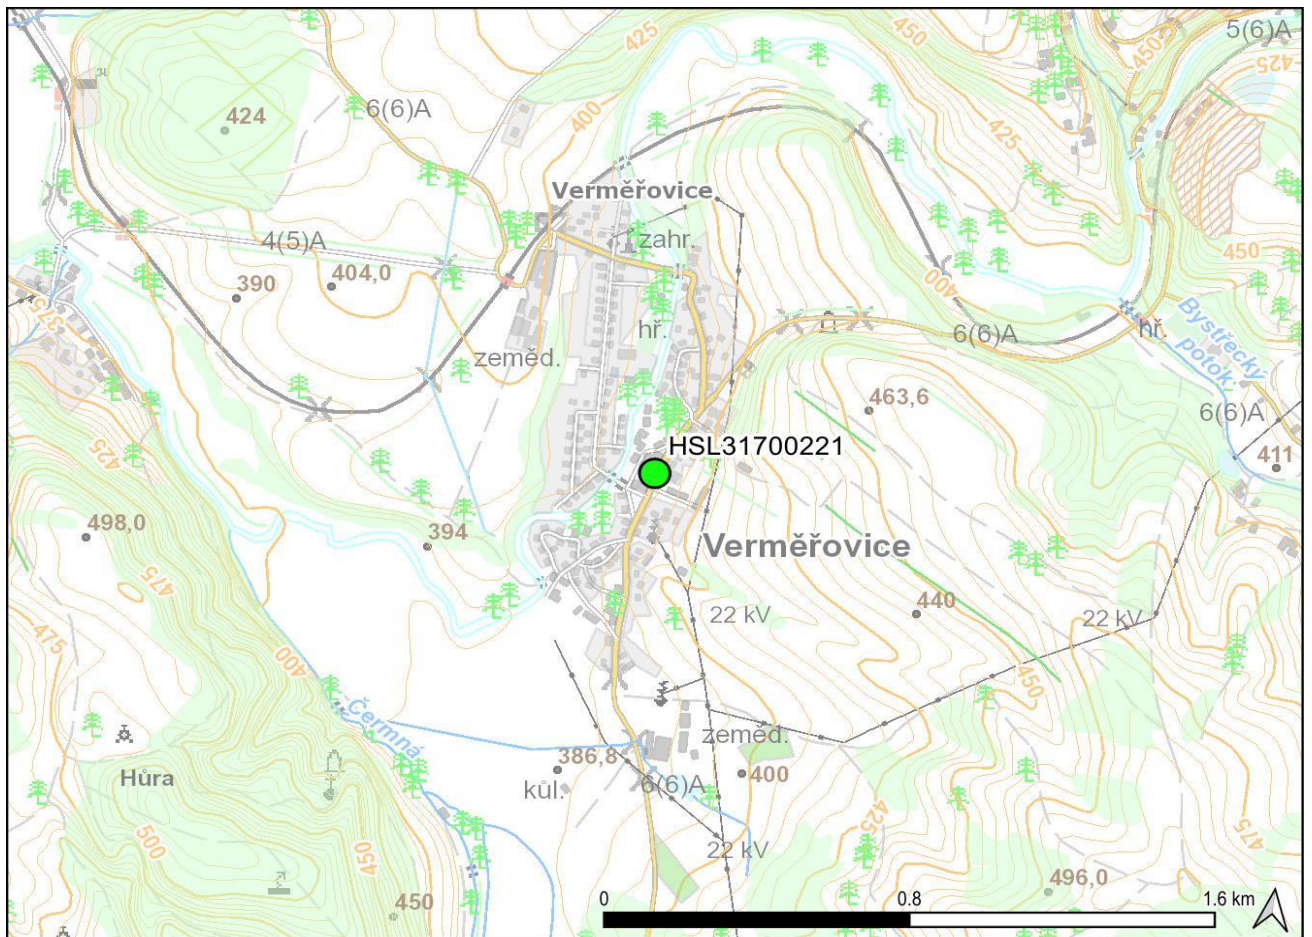 5(6)A
425
450
450
425
424
6(6)A
400
425
Verměřovice
4(5)A
zahr.
450
390
404,0
400
375
hř.
6(6)A
hř.
Bystřecký
potok
zeměd.
463,6
6(6)A
425
HSL31700221
411
498,0
394
Verměřovice
475
440
475
22 kV
22 kV
400
450
Čermná
zeměd.
386,8
400
Hůra
kůl.
6(6)A
425
475
500
450
22 kV
450
496,0
0
0.8
1.6 km